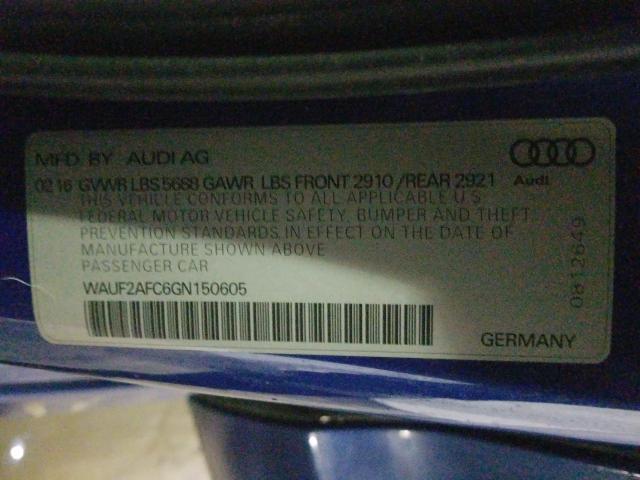 MFD. BY AUDI AG
02 16 GVWR LBS 5688 GAWR LBS FRONT 2910 / REAR 2921
Audi
THIS VEHICLE CONFORMS TO ALL APPLICABLE U.S
FEDERAL MOTOR VEHICLE SAFETY, BUMPER AND THEFT
PREVENTION STANDARDS IN EFFECT ON THE DATE OF
MANUFACTURE SHOWN ABOVE
PASSENGER CAR
WAUF2AFC6GN150605
GERMANY
0812649